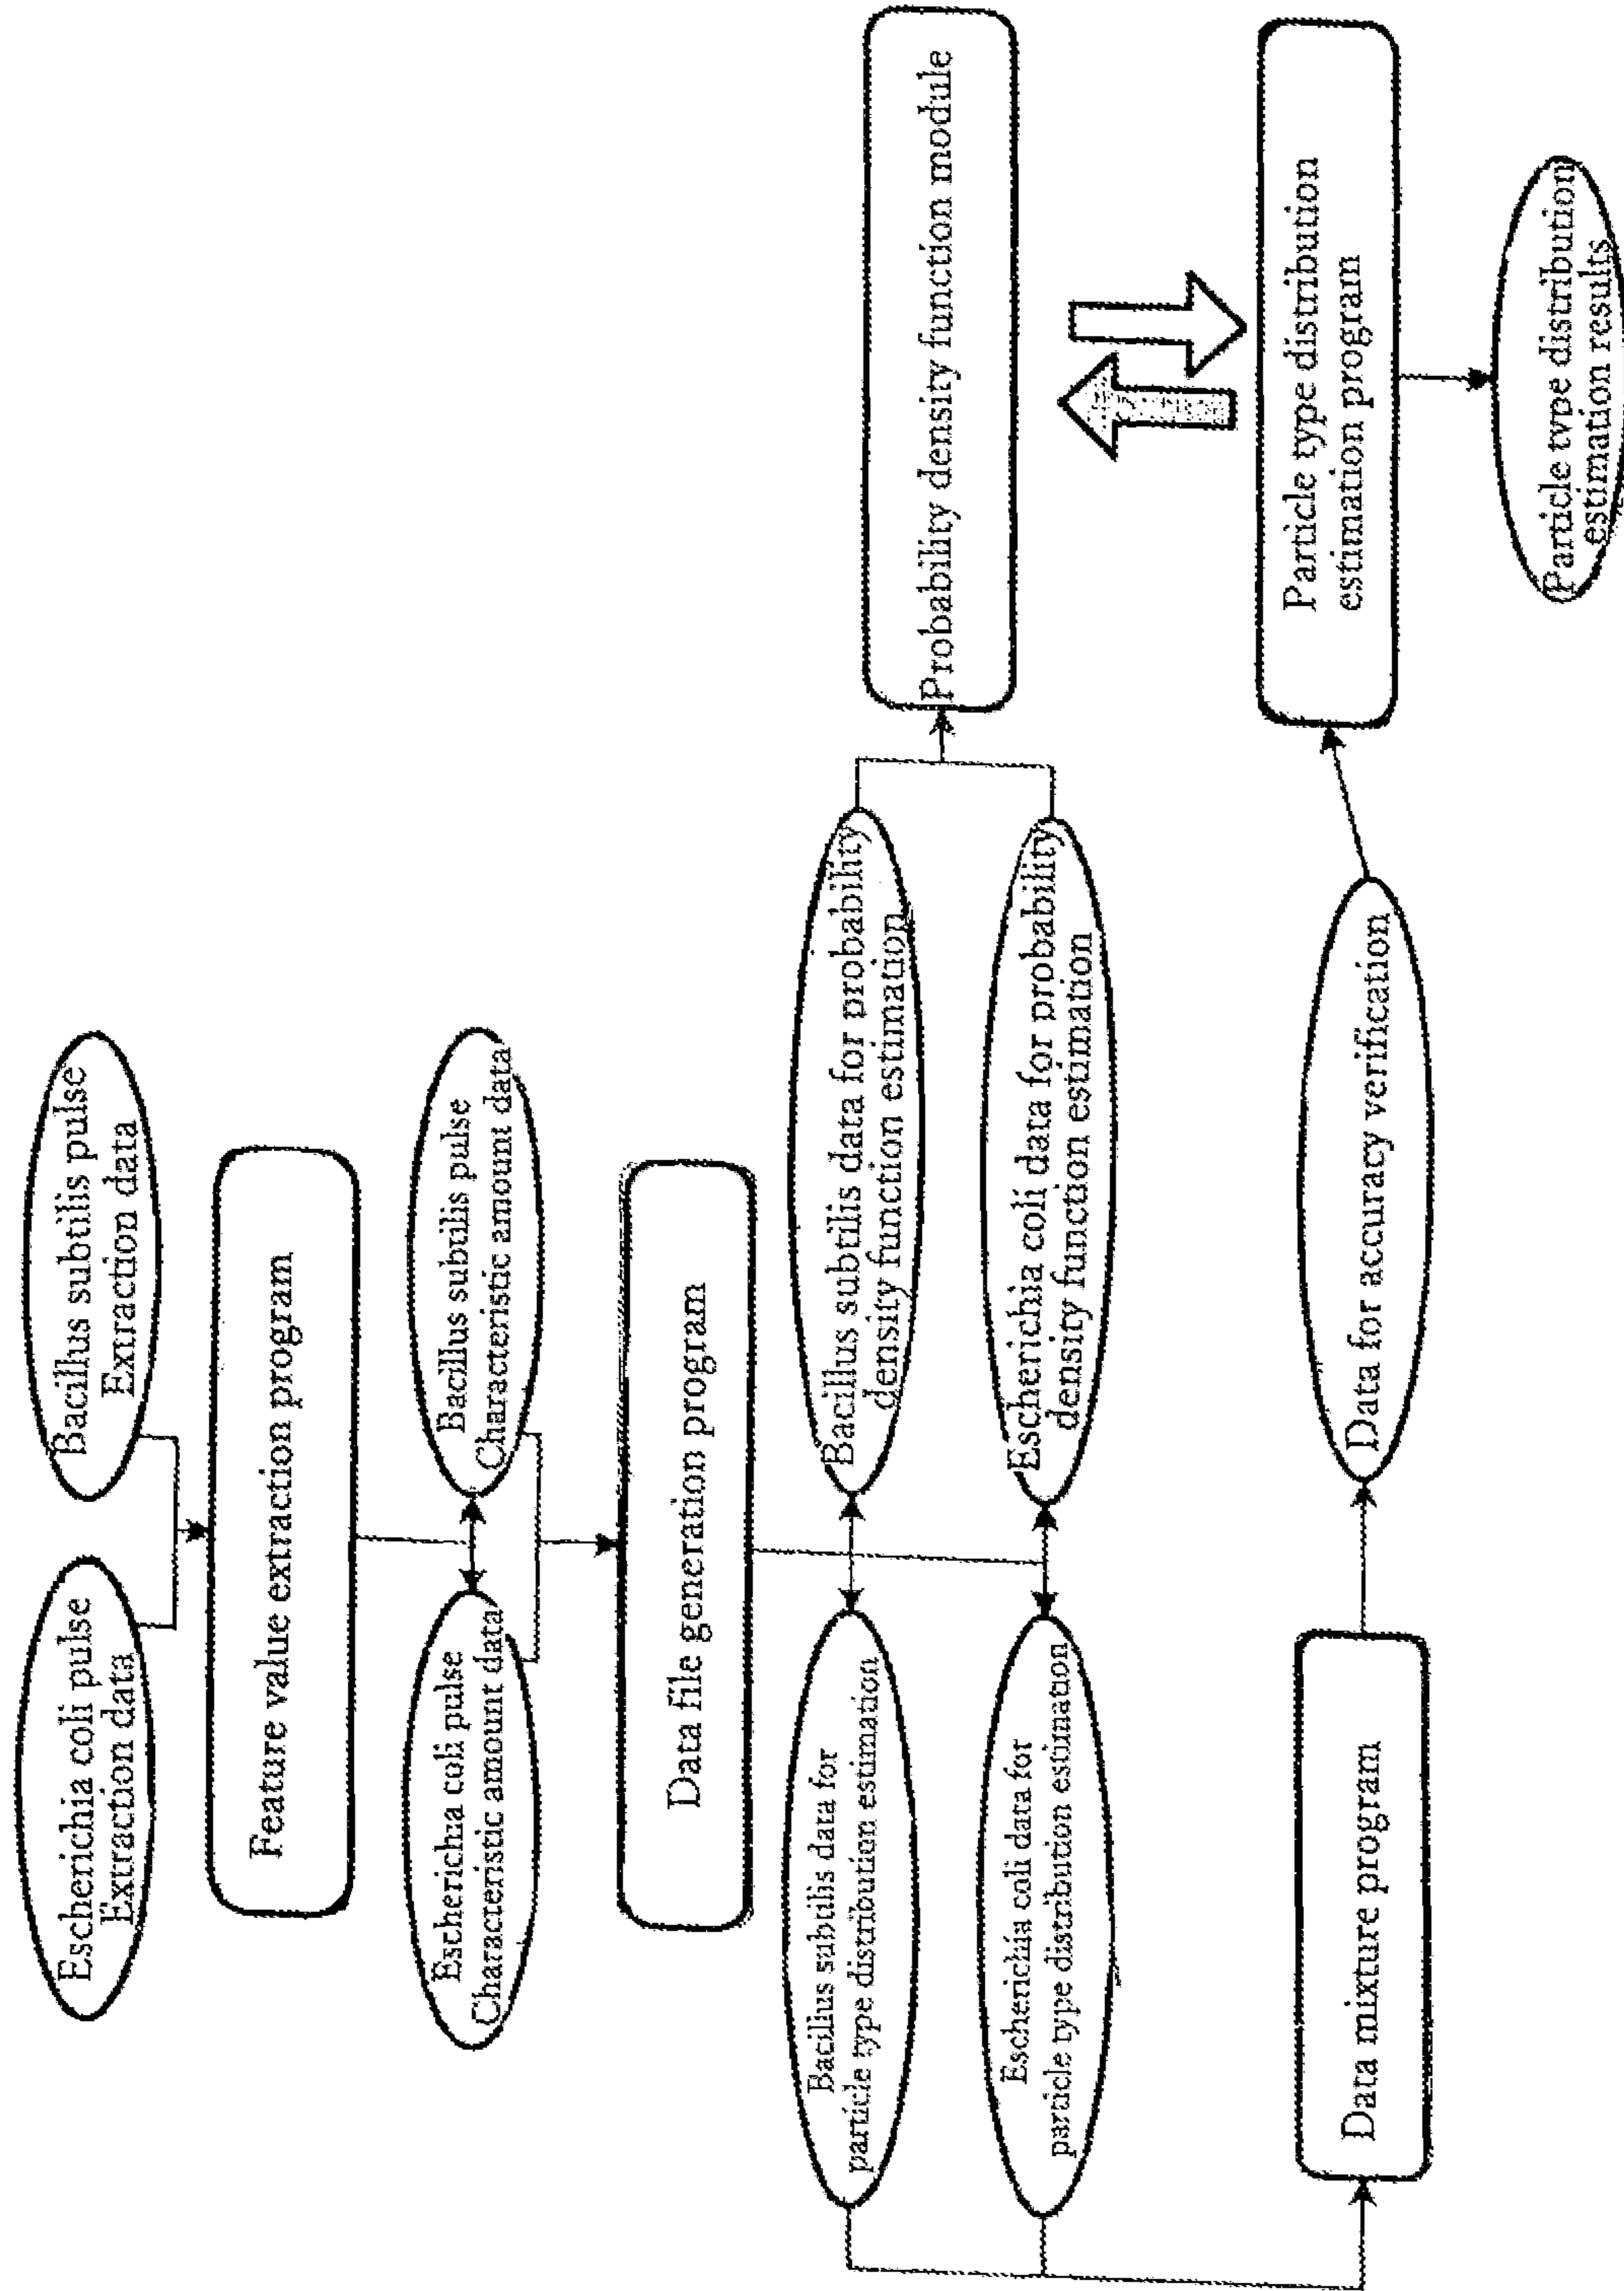 Escherichia coli pulse
Extraction data
Bacillus subtilis pulse
Extraction data
Feature value extraction program
Escherichia coli pulse
Characteristic amount data
Bacillus subtilis pulse
Characteristic amount data
Data file generation program
Bacillus subtilis data for
particle type distribution estimation
Bacillus subtilis data for probability
density function estimation
Escherichia coli data for
particle type distribution estimation
Escherichia coli data for probability
density function estimation
Probability density function module
Data mixture program
Data for accuracy verification
Particle type distribution
estimation program
Particle type distribution
estimation results